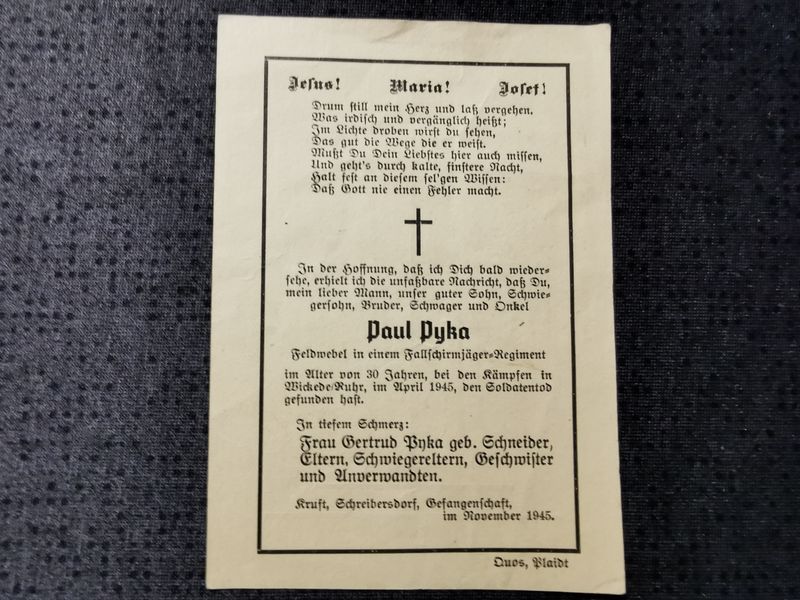 Jesus! Maria! Josef!
Drum still mein Herz und laß vergehen.
Was irdisch und vergänglich heißt;
Im Lichte droben wirst du sehen,
Das gut die Wege die er weist.
Mußt Du Dein Liebstes hier auch missen,
Und geht's durch kalte, finstere Nacht,
Halt fest an diesem sel'gen Wissen:
Daß Gott nie einen Fehler macht.
In der Hoffnung, daß ich Dich bald wieder-
sehe, erhielt ich die unfaßbare Nachricht, daß Du,
mein lieber Mann, unser guter Sohn, Schwie-
gersohn, Bruder, Schwager und Onkel
Paul Pyka
Feldwebel in einem Fallschirmjäger-Regiment
im Alter von 30 Jahren, bei den Kämpfen in
Wickede/Ruhr, im April 1945, den Soldatentod
gefunden hast.
In tiefem Schmerz:
Frau Gertrud Pyka geb. Schneider,
Eltern, Schwiegereltern, Geschwister
und Anverwandten.
Kruft, Schreibersdorf, Gefangenschaft,
im November 1945.
Quos, Plaidt